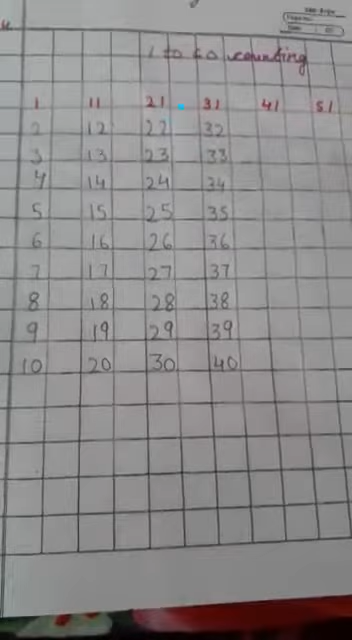 1 to 60 counting
1 11 21 31 41 51
2 12 22 32
3 13 23 33
4 14 24 34
5 15 25 35
6 16 26 36
7 17 27 37
8 18 28 38
9 19 29 39
10 20 30 40